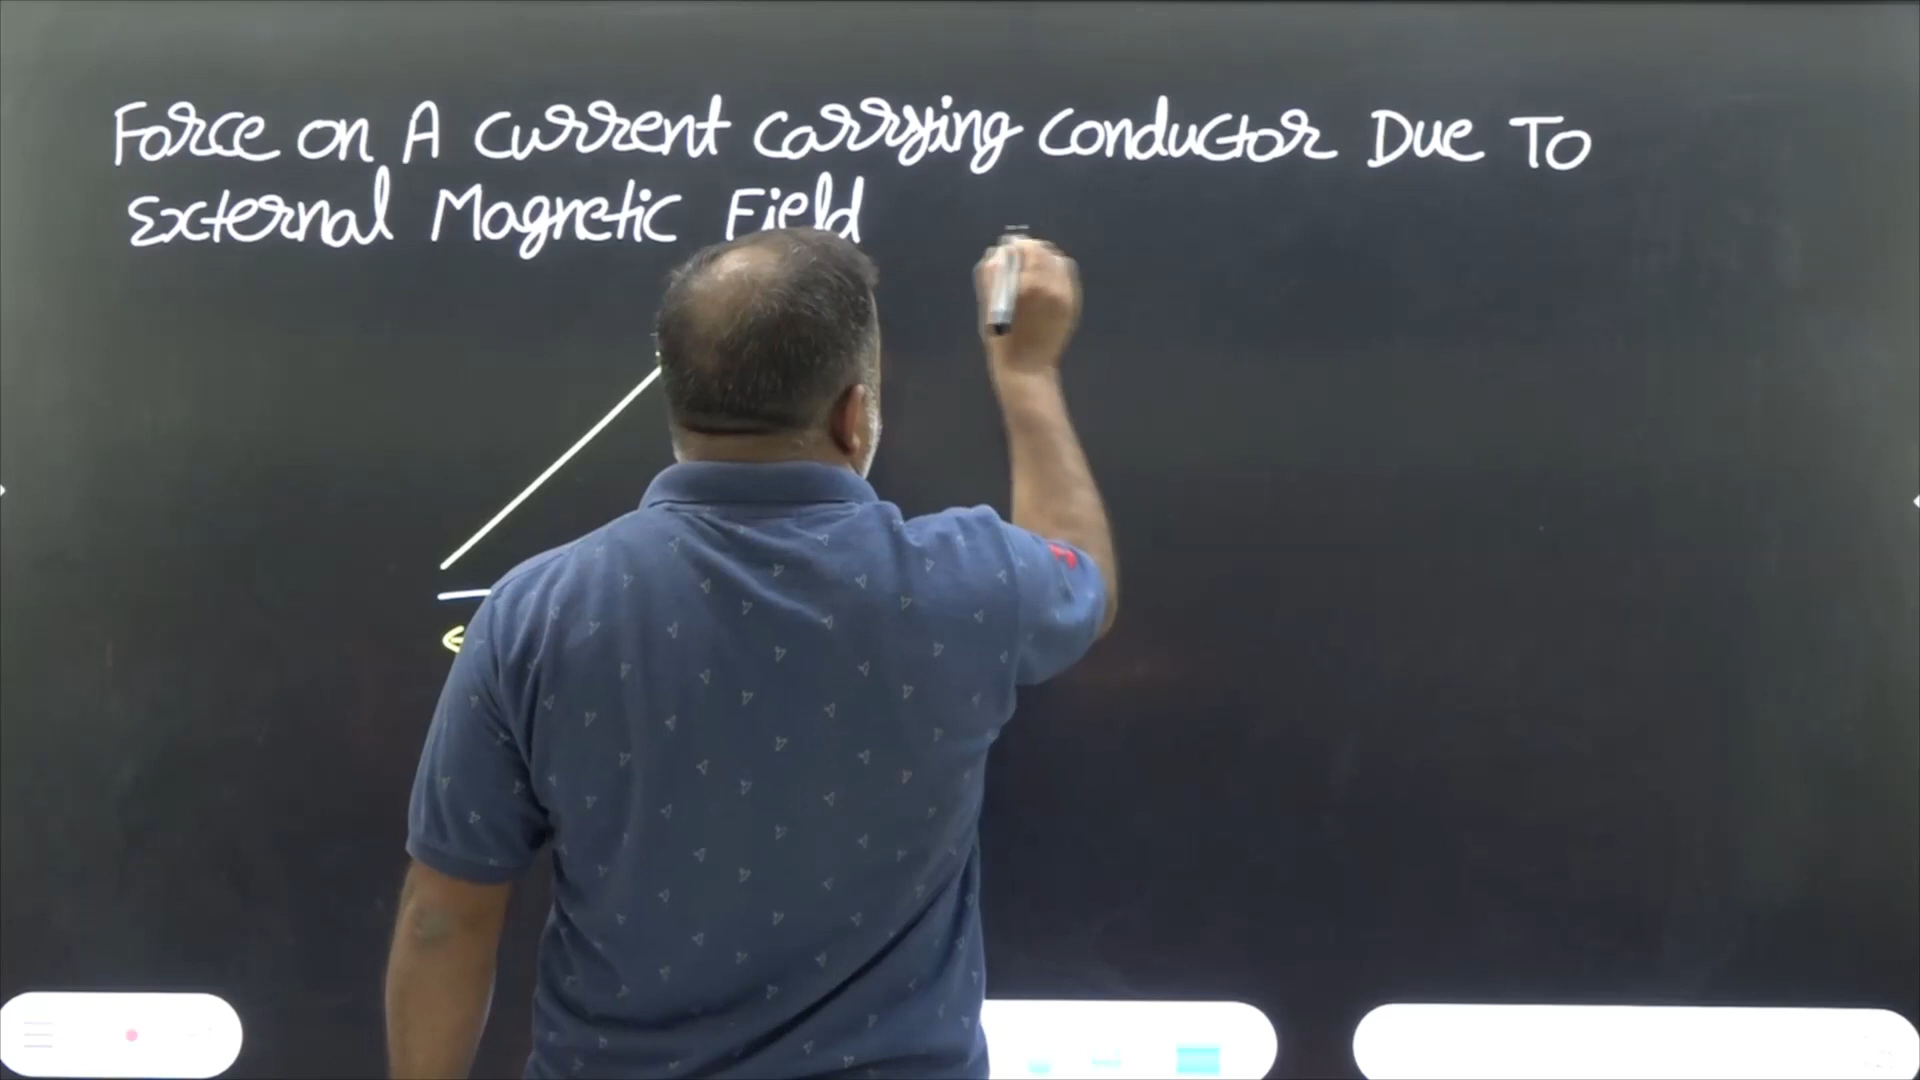 Force on A Current Carrying Conductor Due To
External Magnetic Field